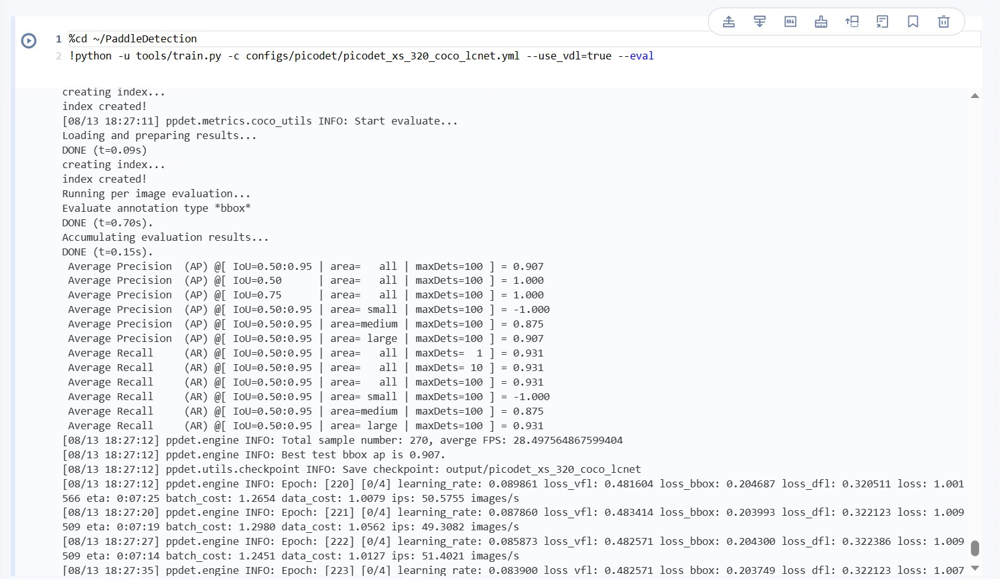 1 %cd ~/PaddleDetection
2 !python -u tools/train.py -c configs/picodet/picodet_xs_320_coco_lcnet.yml --use_vdl=true --eval
creating index...
index created!
[08/13 18:27:11] ppdet.metrics.coco_utils INFO: Start evaluate...
Loading and preparing results...
DONE (t=0.09s)
creating index...
index created!
Running per image evaluation...
Evaluate annotation type *bbox*
DONE (t=0.70s).
Accumulating evaluation results...
DONE (t=0.15s).
 Average Precision  (AP) @[ IoU=0.50:0.95 | area=   all | maxDets=100 ] = 0.907
 Average Precision  (AP) @[ IoU=0.50      | area=   all | maxDets=100 ] = 1.000
 Average Precision  (AP) @[ IoU=0.75      | area=   all | maxDets=100 ] = 1.000
 Average Precision  (AP) @[ IoU=0.50:0.95 | area= small | maxDets=100 ] = -1.000
 Average Precision  (AP) @[ IoU=0.50:0.95 | area=medium | maxDets=100 ] = 0.875
 Average Precision  (AP) @[ IoU=0.50:0.95 | area= large | maxDets=100 ] = 0.907
 Average Recall     (AR) @[ IoU=0.50:0.95 | area=   all | maxDets=  1 ] = 0.931
 Average Recall     (AR) @[ IoU=0.50:0.95 | area=   all | maxDets= 10 ] = 0.931
 Average Recall     (AR) @[ IoU=0.50:0.95 | area=   all | maxDets=100 ] = 0.931
 Average Recall     (AR) @[ IoU=0.50:0.95 | area= small | maxDets=100 ] = -1.000
 Average Recall     (AR) @[ IoU=0.50:0.95 | area=medium | maxDets=100 ] = 0.875
 Average Recall     (AR) @[ IoU=0.50:0.95 | area= large | maxDets=100 ] = 0.931
[08/13 18:27:12] ppdet.engine INFO: Total sample number: 270, averge FPS: 28.497564867599404
[08/13 18:27:12] ppdet.engine INFO: Best test bbox ap is 0.907.
[08/13 18:27:12] ppdet.utils.checkpoint INFO: Save checkpoint: output/picodet_xs_320_coco_lcnet
[08/13 18:27:12] ppdet.engine INFO: Epoch: [220] [0/4] learning_rate: 0.089861 loss_vfl: 0.481604 loss_bbox: 0.204687 loss_dfl: 0.320511 loss: 1.001
566 eta: 0:07:25 batch_cost: 1.2654 data_cost: 1.0079 ips: 50.5755 images/s
[08/13 18:27:20] ppdet.engine INFO: Epoch: [221] [0/4] learning_rate: 0.087860 loss_vfl: 0.483414 loss_bbox: 0.203993 loss_dfl: 0.322123 loss: 1.009
509 eta: 0:07:19 batch_cost: 1.2980 data_cost: 1.0562 ips: 49.3082 images/s
[08/13 18:27:27] ppdet.engine INFO: Epoch: [222] [0/4] learning_rate: 0.085873 loss_vfl: 0.482571 loss_bbox: 0.204300 loss_dfl: 0.322386 loss: 1.009
509 eta: 0:07:14 batch_cost: 1.2451 data_cost: 1.0127 ips: 51.4021 images/s
[08/13 18:27:35] ppdet.engine INFO: Epoch: [223] [0/4] learning_rate: 0.083900 loss_vfl: 0.482571 loss_bbox: 0.203749 loss_dfl: 0.322123 loss: 1.007